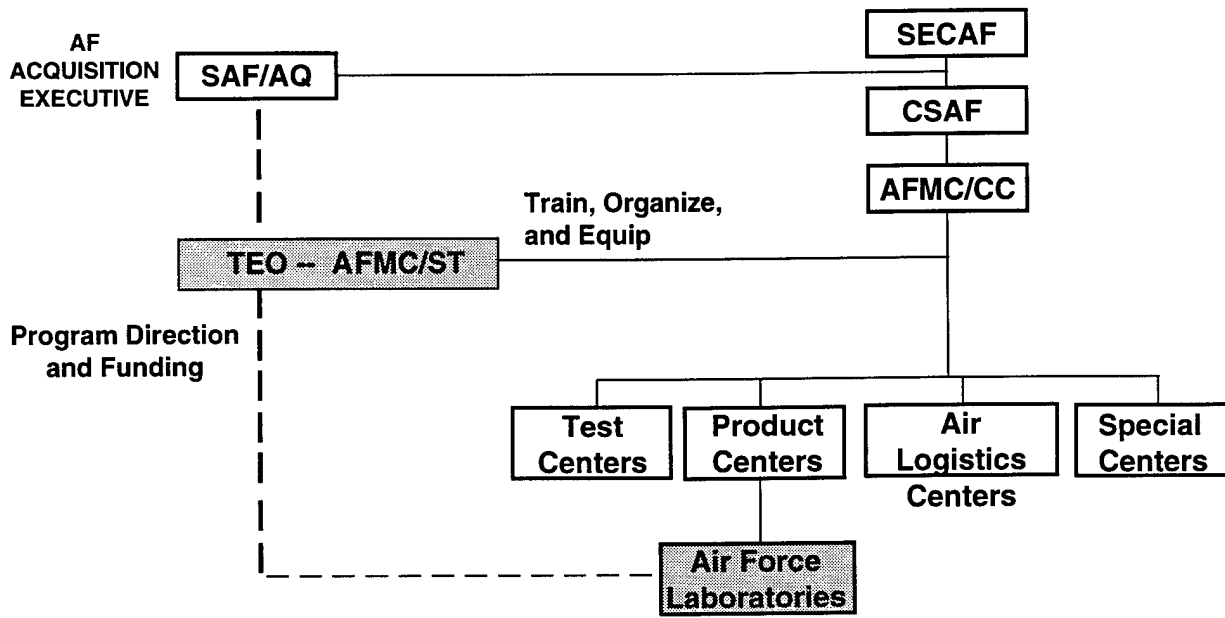 SECAF
AF
ACQUISITION
EXECUTIVE
SAF/AQ
CSAF
AFMC/CC
Train, Organize,
and Equip
TEO -- AFMC/ST
Program Direction
and Funding
Test
Centers
Product
Centers
Air
Logistics
Centers
Special
Centers
Air Force
Laboratories